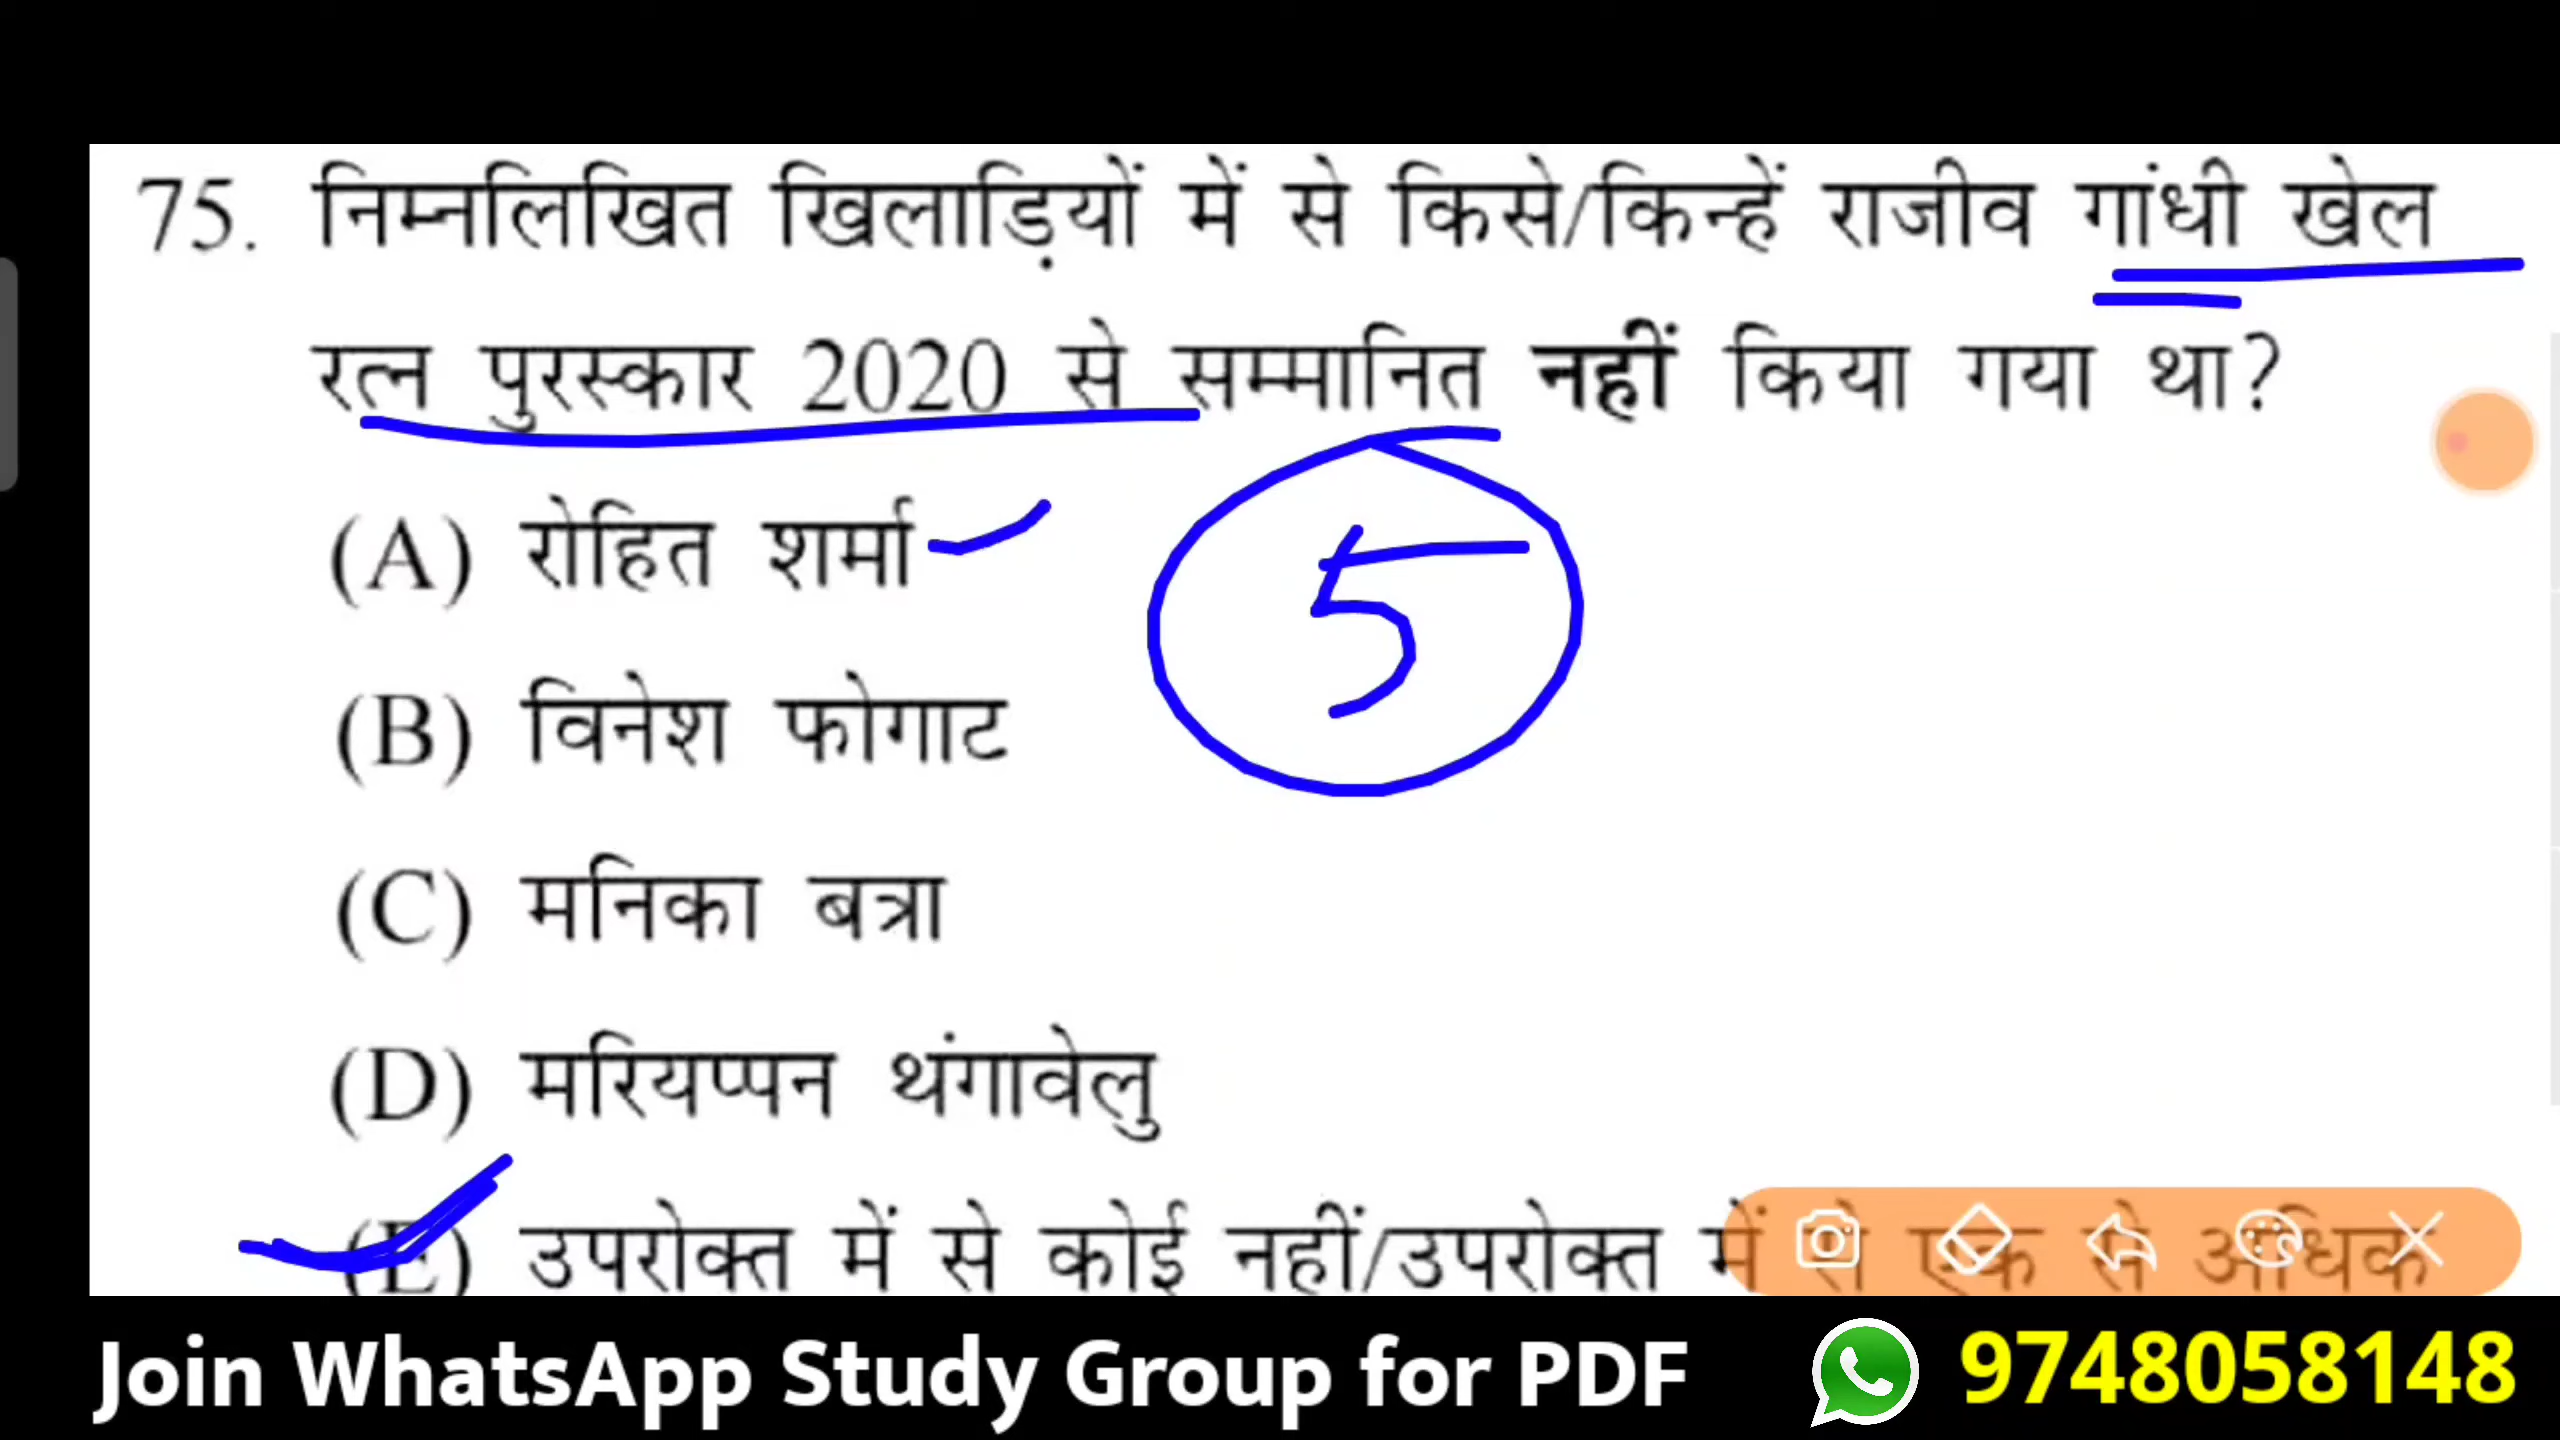 75. निम्नलिखित खिलाड़ियों में से किसे/किन्हें राजीव गांधी खेल
रत्न पुरस्कार 2020 से सम्मानित नहीं किया गया था?
(A) रोहित शर्मा
5
(B) विनेश फोगाट
(C) मनिका बत्रा
(D) मरियप्पन थंगावेलु
(E) उपरोक्त में से कोई नहीं/उपरोक्त में से एक से अधिक
Join WhatsApp Study Group for PDF 9748058148